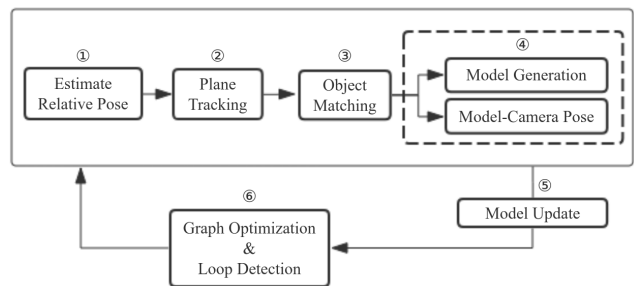 ①
Estimate
Relative Pose
②
Plane
Tracking
③
Object
Matching
④
Model Generation
Model-Camera Pose
⑤
Model Update
⑥
Graph Optimization
&
Loop Detection